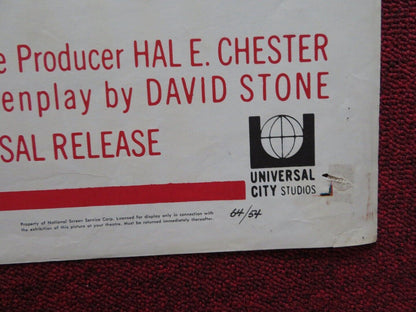 e Producer HAL E. CHESTER
enplay by DAVID STONE
SAL RELEASE
UNIVERSAL
CITY STUDIOS
Property of National Screen Service Corp. Licensed for display only in connection with
the exhibition of this picture at your theatre. Must be returned immediately thereafter.
64/54